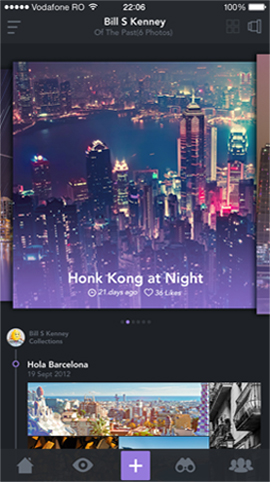 Vodafone RO 22:06 100%
Bill S Kenney
Of The Past(6 Photos)
Honk Kong at Night
21 days ago 36 Likes
Bill S Kenney
Collections
Hola Barcelona
19 Sept 2012